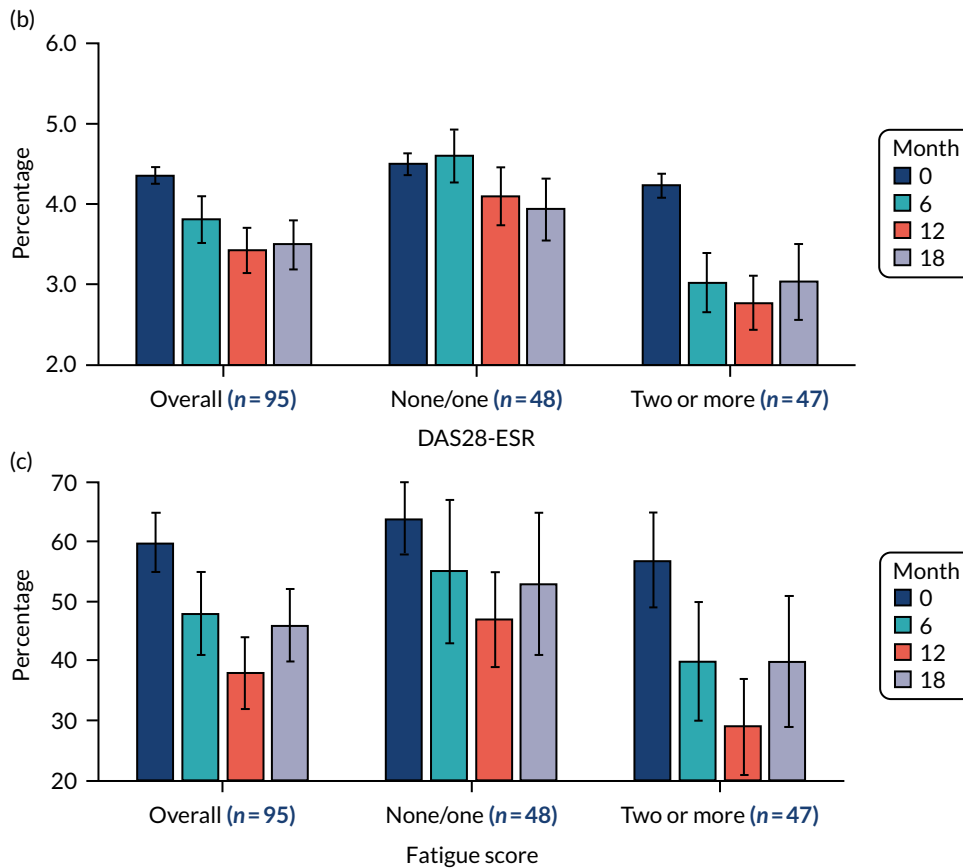 (b)
6.0
5.0
4.0
3.0
2.0
Percentage
Overall (n = 95)
None/one (n = 48)
Two or more (n = 47)
DAS28-ESR
Month
0
6
12
18
(c)
70
60
50
40
30
20
Percentage
Overall (n = 95)
None/one (n = 48)
Two or more (n = 47)
Fatigue score
Month
0
6
12
18